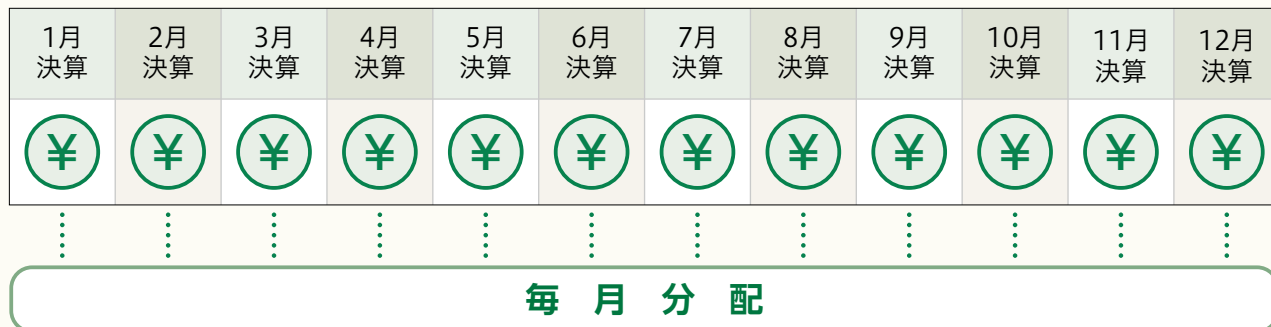 1月 2月 3月 4月 5月 6月 7月 8月 9月 10月 11月 12月
決算 決算 決算 決算 決算 決算 決算 決算 決算 決算 決算 決算
¥ ¥ ¥ ¥ ¥ ¥ ¥ ¥ ¥ ¥ ¥ ¥
毎月分配